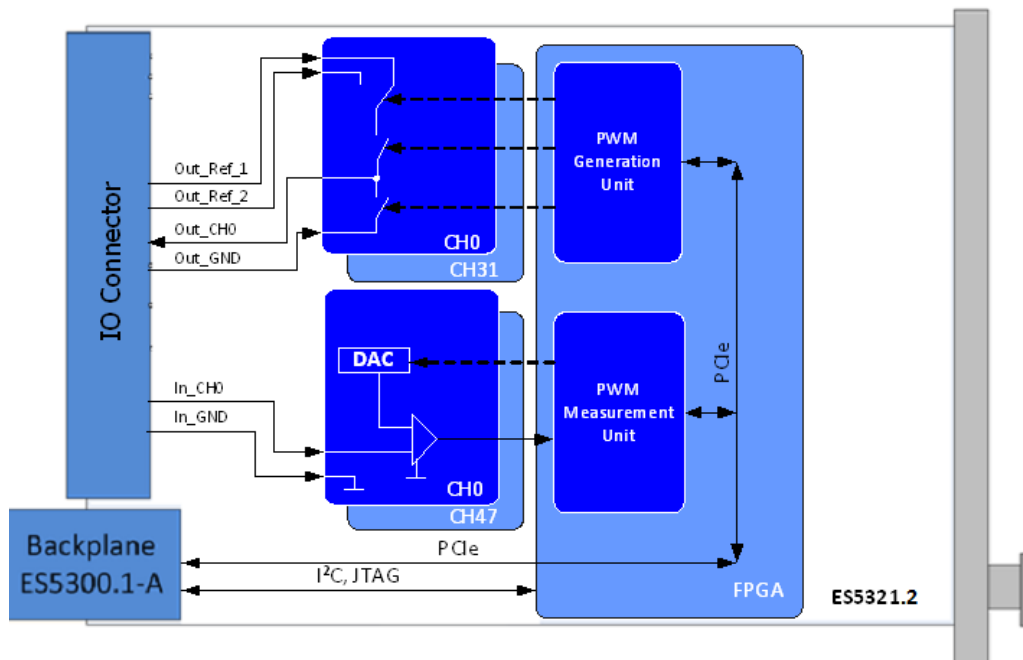 IO Connector
Out_Ref_1
Out_Ref_2
Out_CH0
Out_GND
CH0
CH31
PWM
Generation
Unit
PCIe
In_CH0
In_GND
DAC
CH0
CH47
PWM
Measurement
Unit
Backplane
ES5300.1-A
PCIe
I²C, JTAG
FPGA
ES5321.2